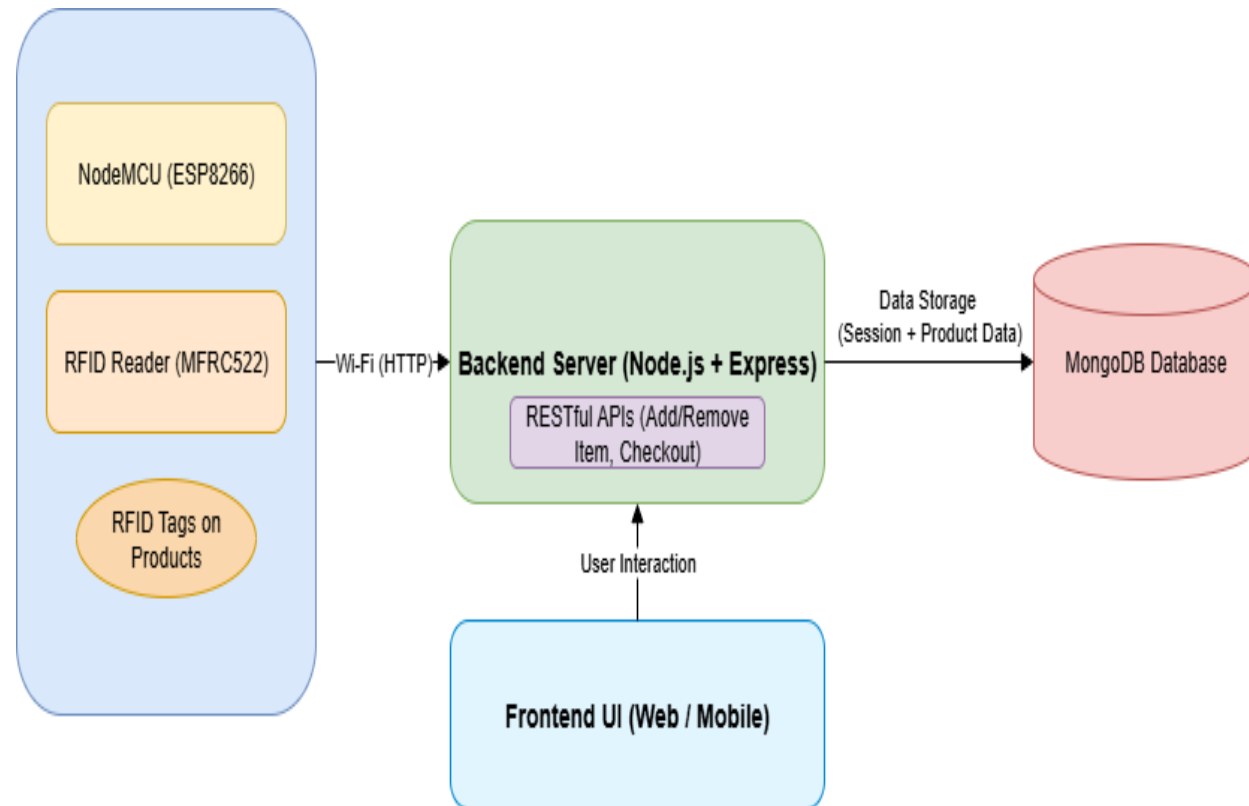 NodeMCU (ESP8266)
RFID Reader (MFRC522)
RFID Tags on
Products
Wi-Fi (HTTP)
Backend Server (Node.js + Express)
RESTful APIs (Add/Remove
Item, Checkout)
Data Storage
(Session + Product Data)
MongoDB Database
User Interaction
Frontend UI (Web / Mobile)